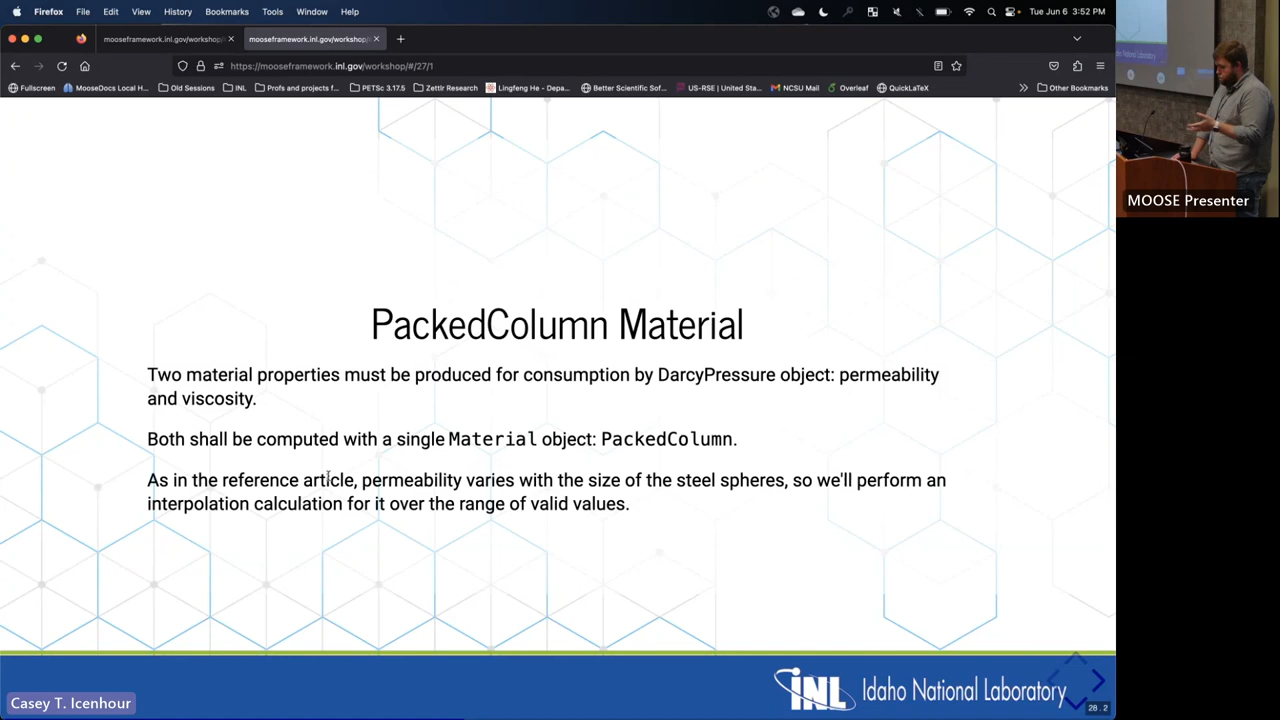 Firefox File Edit View History Bookmarks Tools Window Help Tue Jun 6 3:52 PM
mooseframework.inl.gov/workshop/ mooseframework.inl.gov/workshop/
https://mooseframework.inl.gov/workshop/#/27/1
Fullscreen MooseDocs Local H... Old Sessions INL Profs and projects f... PETSc 3.17.5 Zettlr Research Lingfeng He - Depa... Better Scientific Sof... US-RSE | United Sta... NCSU Mail Overleaf QuickLaTeX Other Bookmarks
MOOSE Presenter
PackedColumn Material
Two material properties must be produced for consumption by DarcyPressure object: permeability
and viscosity.
Both shall be computed with a single Material object: PackedColumn.
As in the reference article, permeability varies with the size of the steel spheres, so we'll perform an
interpolation calculation for it over the range of valid values.
INL Idaho National Laboratory
Casey T. Icenhour
28.2